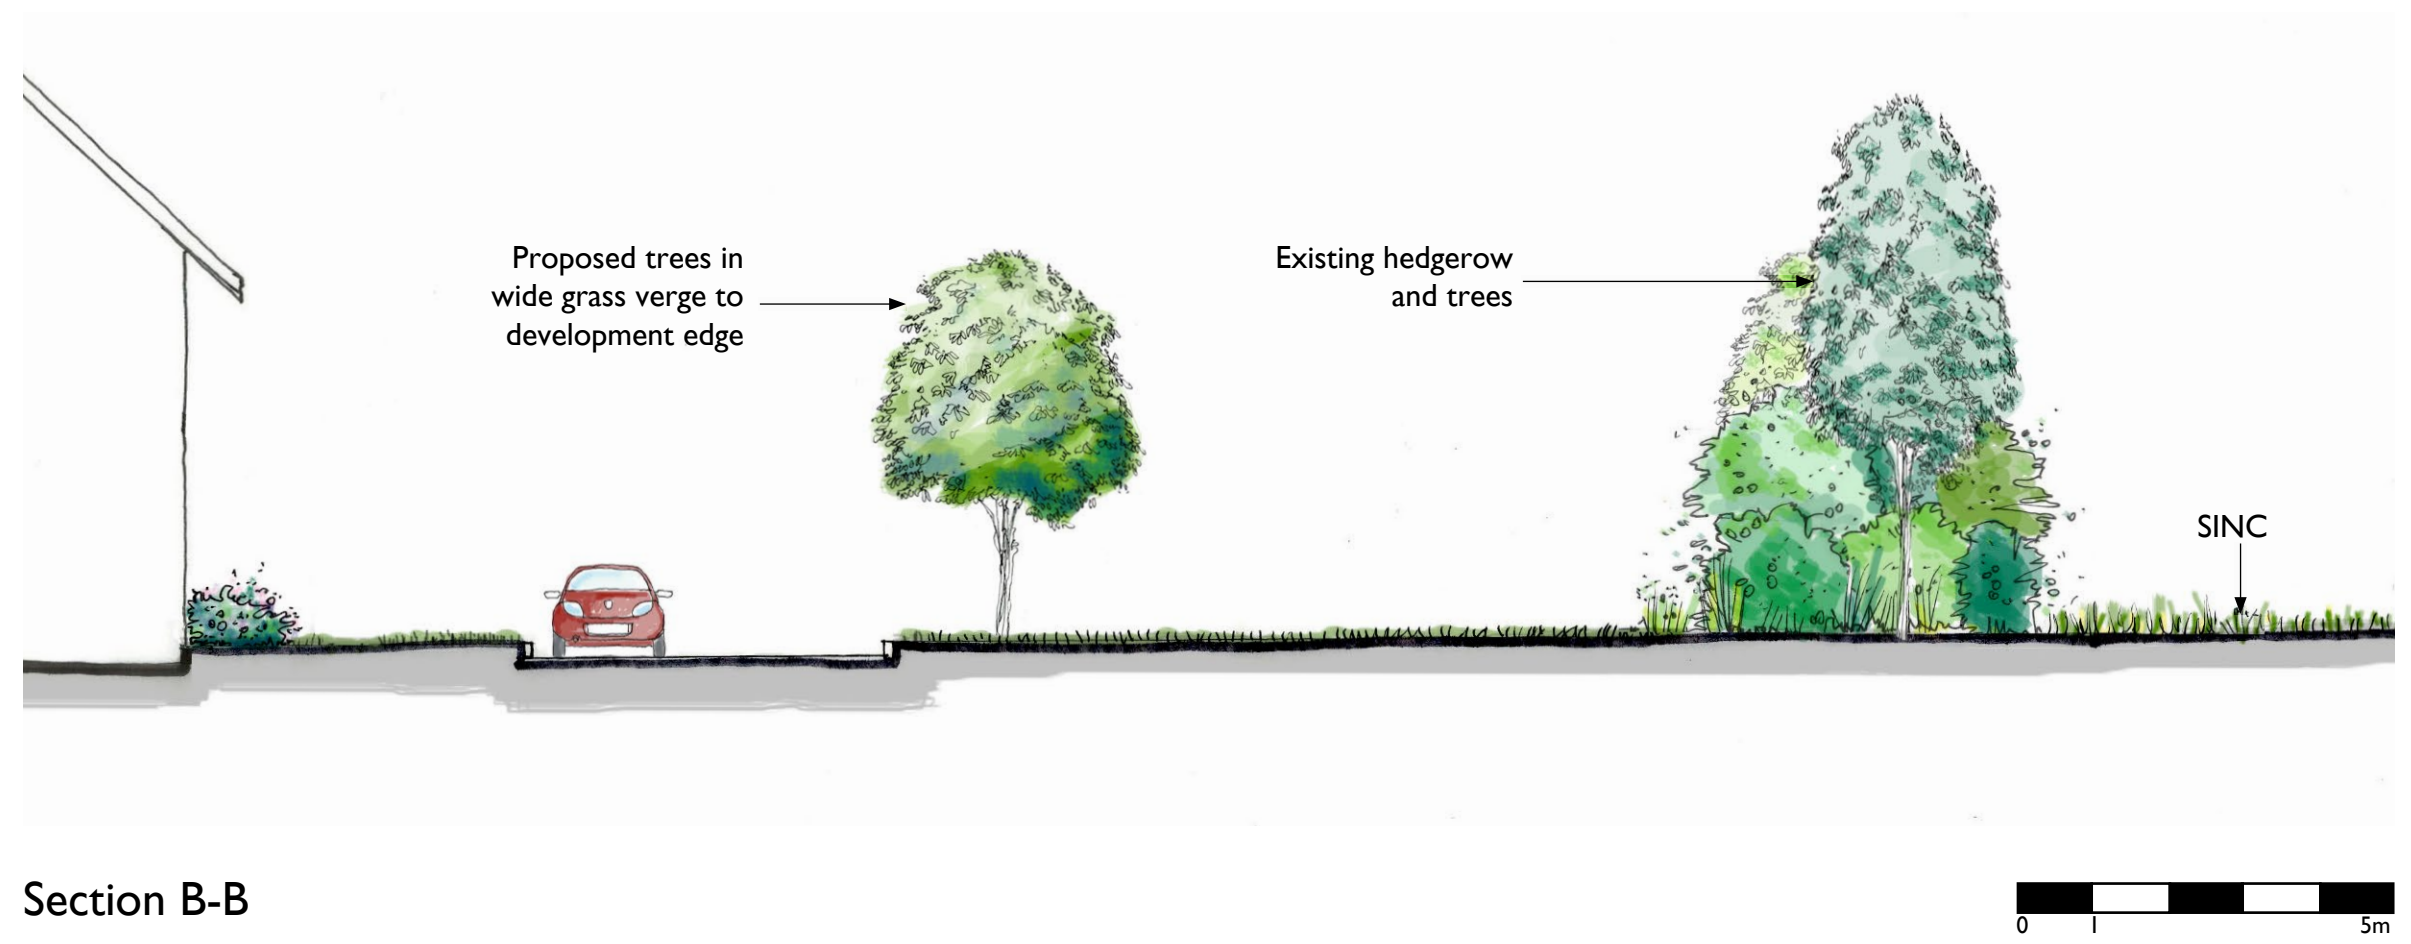 Proposed trees in
wide grass verge to
development edge
Existing hedgerow
and trees
SINC
Section B-B
0 1 5m